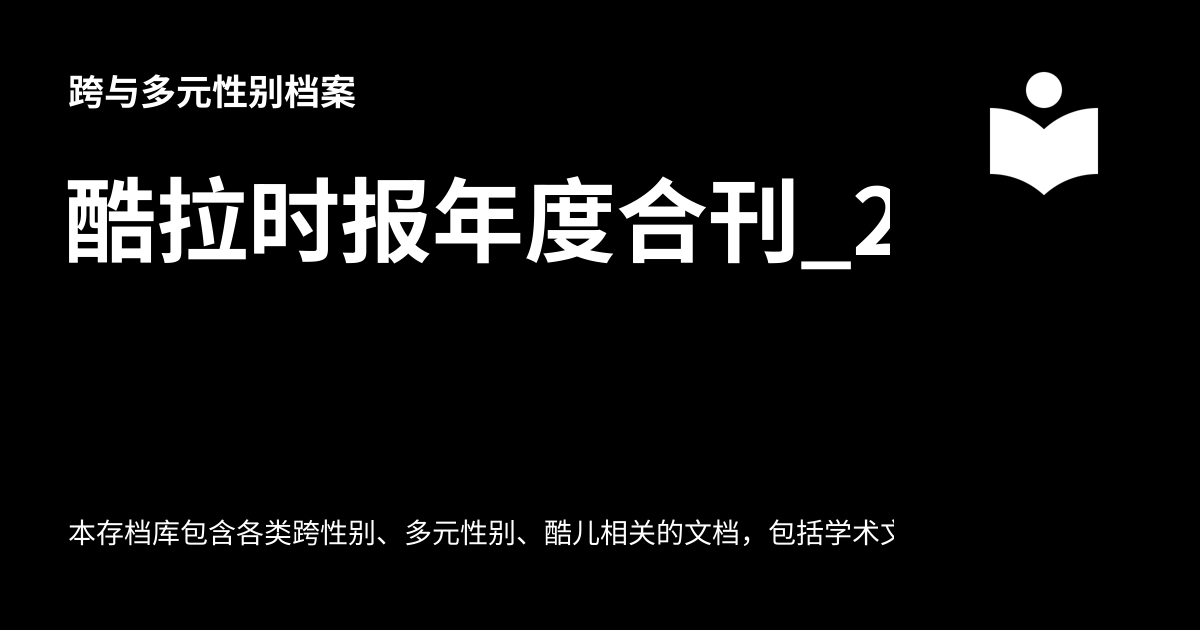 跨与多元性别档案
酷拉时报年度合刊_2
本存档库包含各类跨性别、多元性别、酷儿相关的文档，包括学术